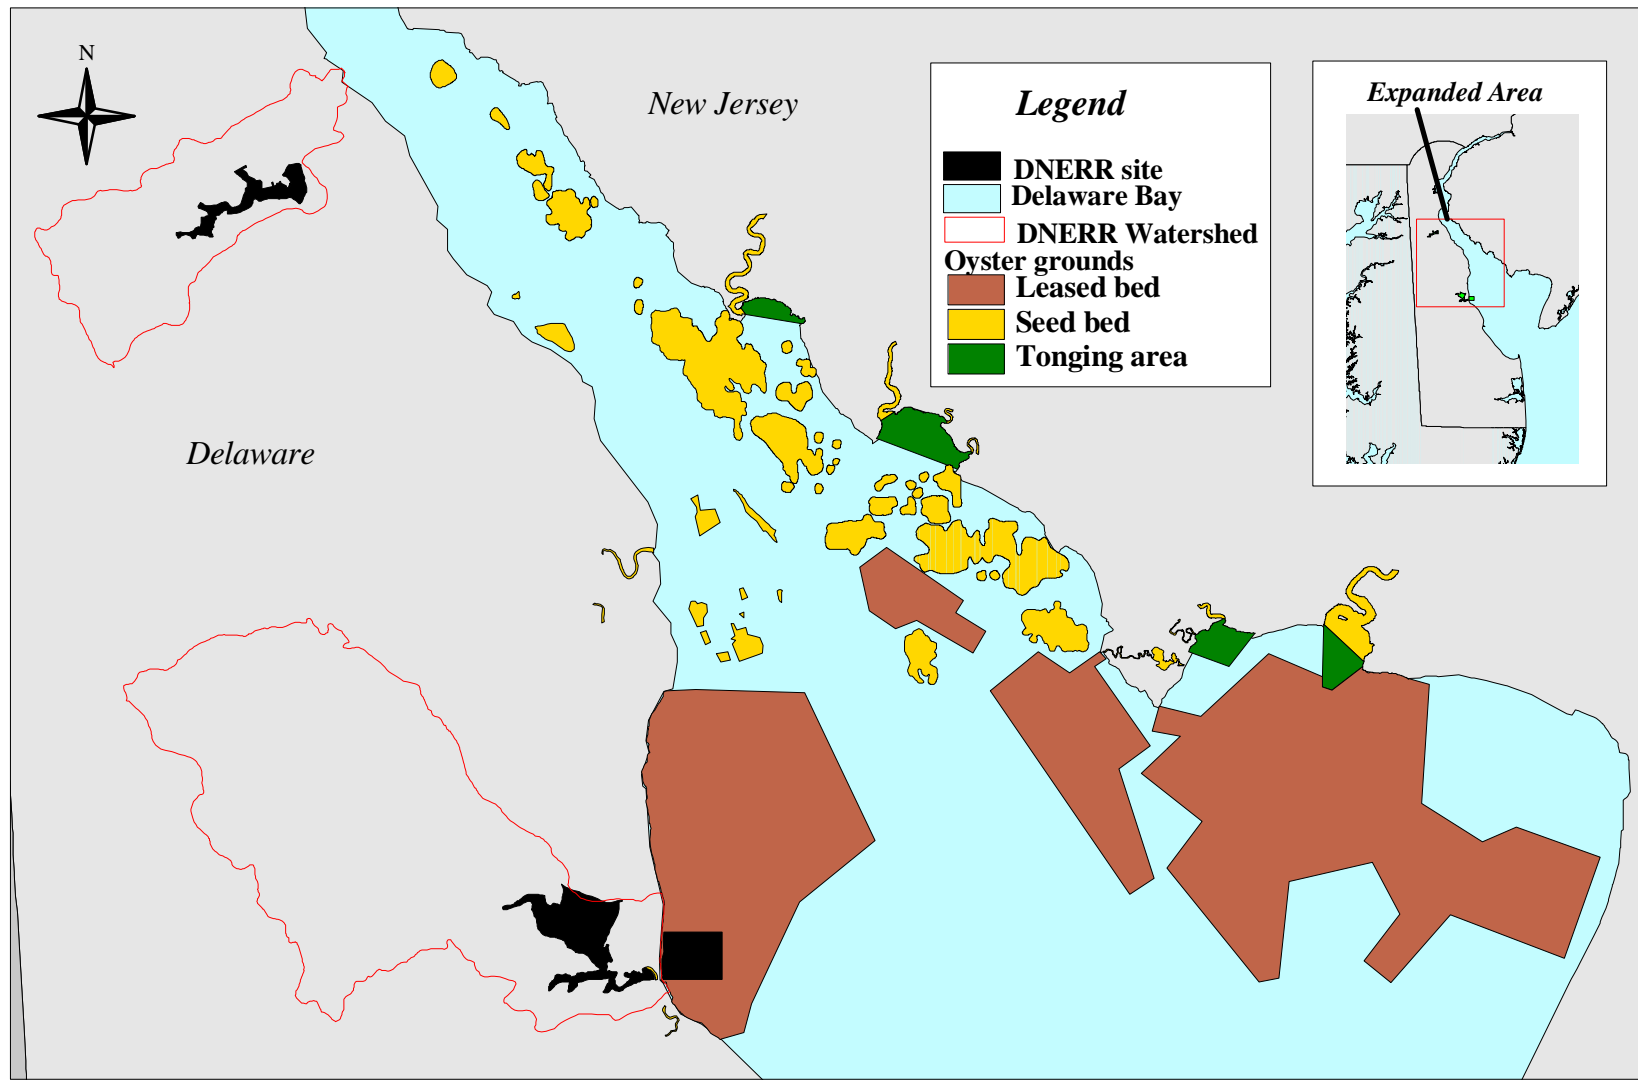 N
New Jersey
Delaware
Legend
DNERR site
Delaware Bay
DNERR Watershed
Oyster grounds
Leased bed
Seed bed
Tonging area
Expanded Area